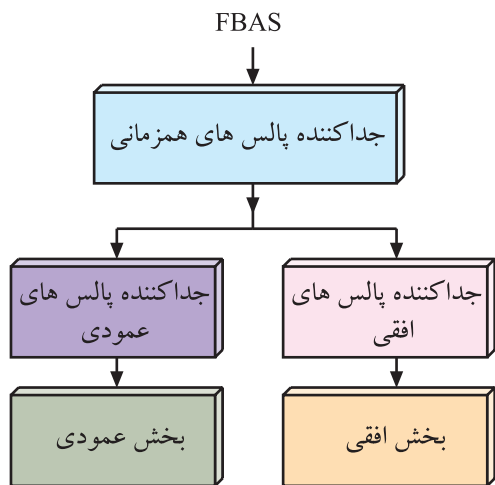 FBAS
جداکننده پالس های همزمانی
جداکننده پالس های
افقی
جداکننده پالس های
عمودی
بخش افقی
بخش عمودی